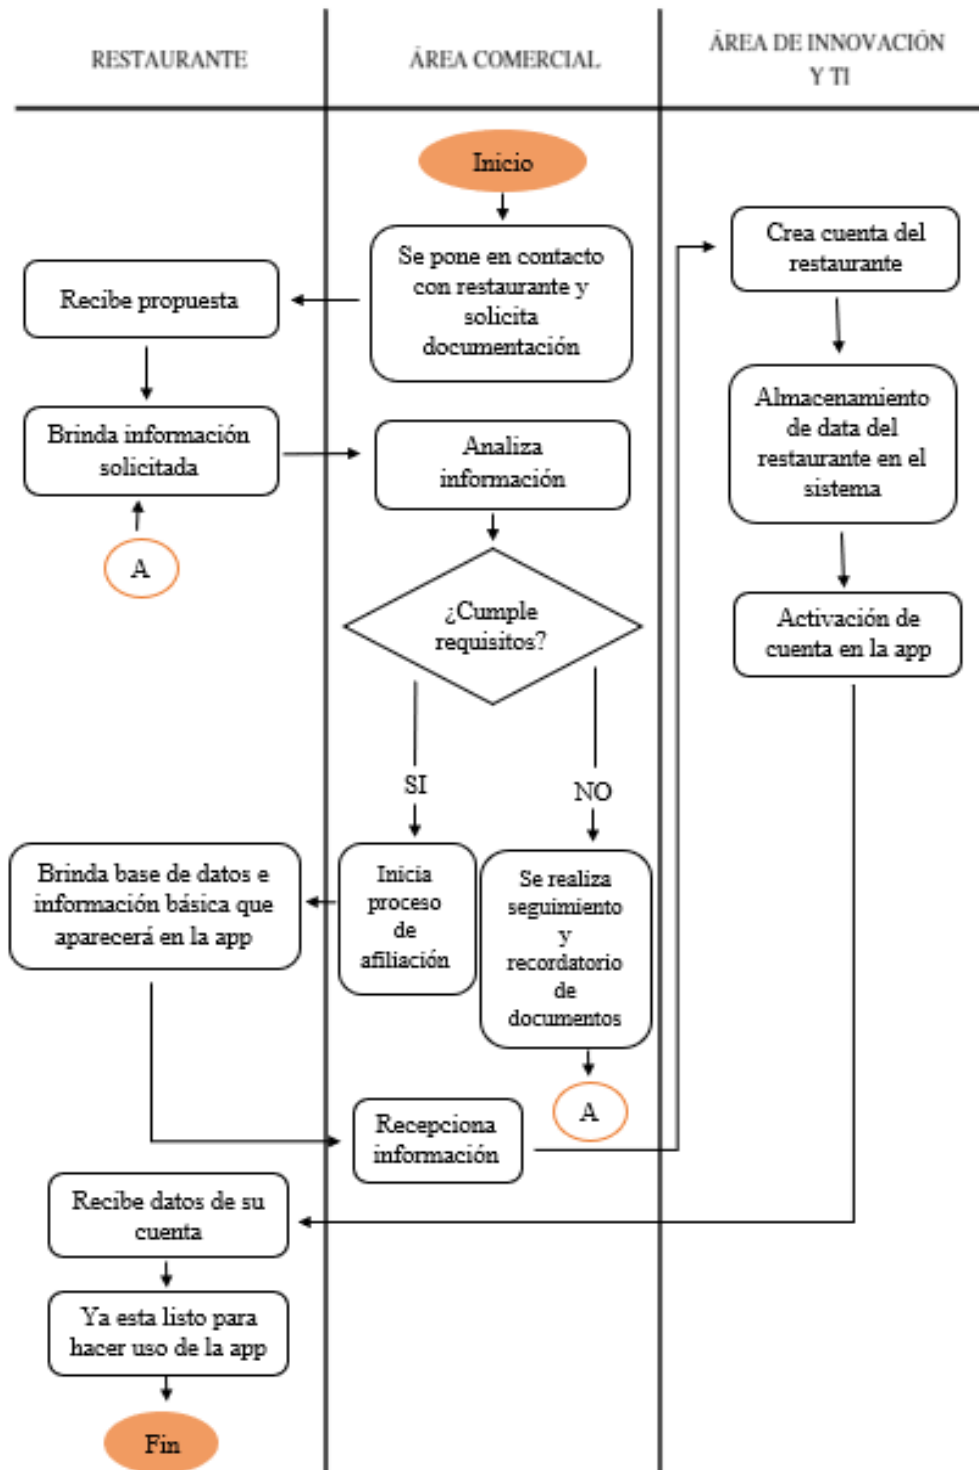 RESTAURANTE
ÁREA COMERCIAL
ÁREA DE INNOVACIÓN
Y TI
Inicio
Se pone en contacto
con restaurante y
solicita
documentación
Crea cuenta del
restaurante
Recibe propuesta
Almacenamiento
de data del
restaurante en el
sistema
Brinda información
solicitada
Analiza
información
A
¿Cumple
requisitos?
Activación de
cuenta en la app
SI
NO
Brinda base de datos e
información básica que
aparecerá en la app
Inicia
proceso
de
afiliación
Se realiza
seguimiento
y
recordatorio
de
documentos
A
Recepciona
información
Recibe datos de su
cuenta
Ya esta listo para
hacer uso de la app
Fin